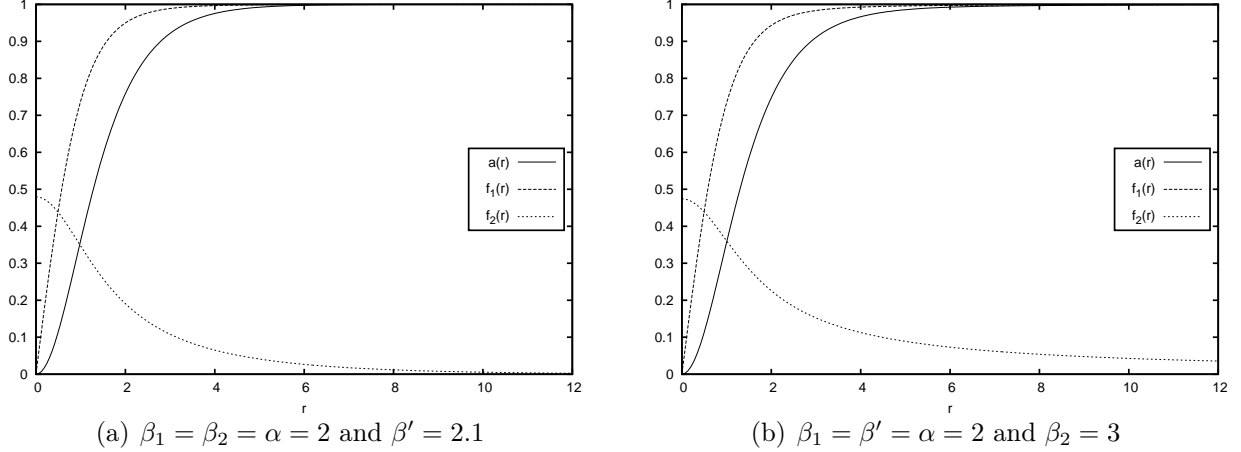 1
0.9
0.8
0.7
0.6
0.5
0.4
0.3
0.2
0.1
0
0 2 4 6 8 10 12
r
a(r)
f₁(r)
f₂(r)
(a) β₁ = β₂ = α = 2 and β′ = 2.1
1
0.9
0.8
0.7
0.6
0.5
0.4
0.3
0.2
0.1
0
0 2 4 6 8 10 12
r
a(r)
f₁(r)
f₂(r)
(b) β₁ = β′ = α = 2 and β₂ = 3